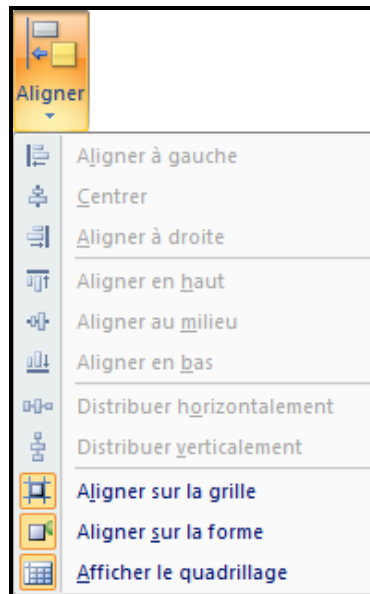 Aligner
Aligner à gauche
Centrer
Aligner à droite
Aligner en haut
Aligner au milieu
Aligner en bas
Distribuer horizontalement
Distribuer verticalement
Aligner sur la grille
Aligner sur la forme
Afficher le quadrillage